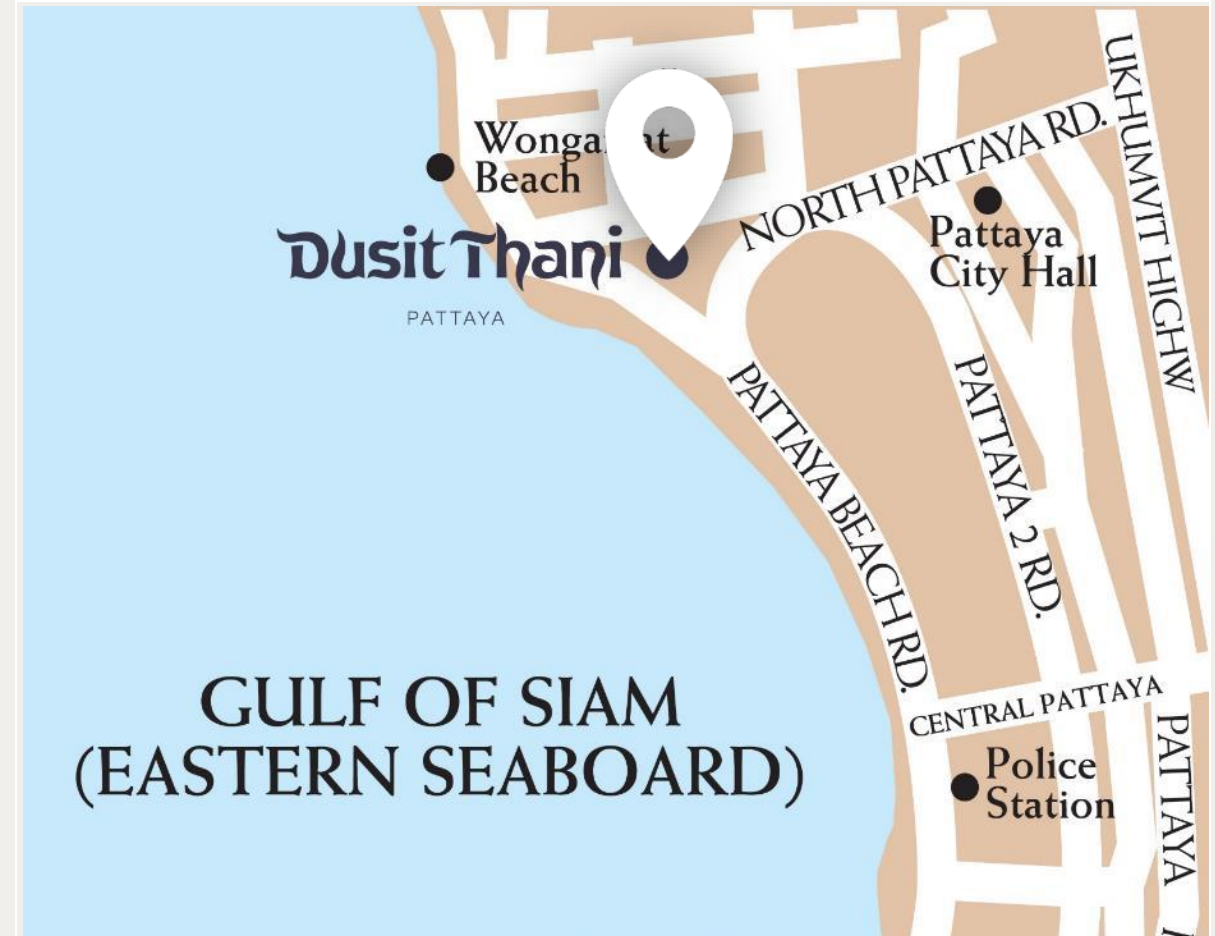 Beach
Dusit Thani
PATTAYA
NORTH PATTAYA RD.
UKHUMVIT HIGHW
Pattaya
City Hall
PATTAYA BEACH RD.
PATTAYA 2 RD.
GULF OF SIAM
(EASTERN SEABOARD)
CENTRAL PATTAYA
Police
Station
PATTAYA